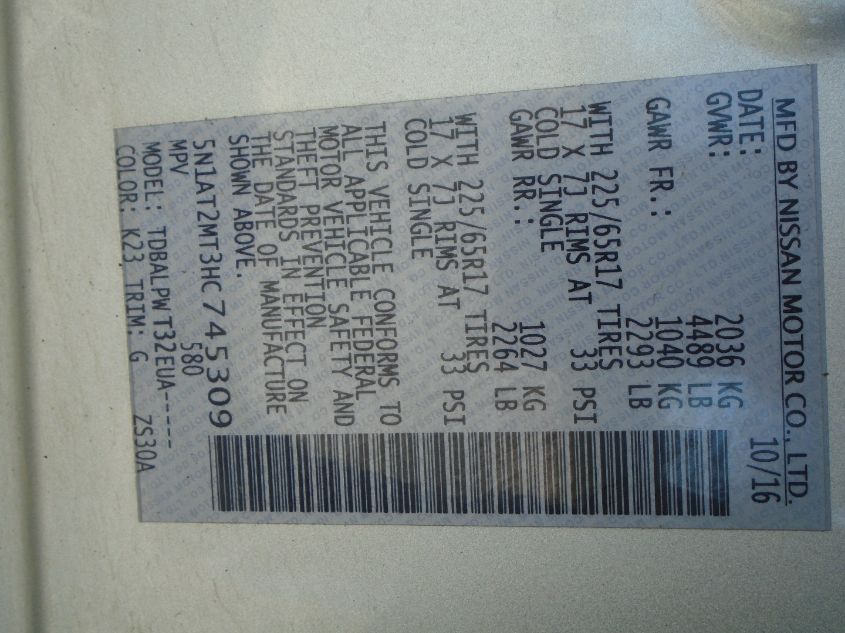 MFD BY NISSAN MOTOR CO., LTD.
DATE: 10/16
GVWR: 2036 KG
4489 LB
GAWR FR.: 1040 KG
2293 LB
WITH 225/65R17 TIRES
17 X 7J RIMS AT 33 PSI
COLD SINGLE
GAWR RR.: 1027 KG
2264 LB
WITH 225/65R17 TIRES
17 X 7J RIMS AT 33 PSI
COLD SINGLE
THIS VEHICLE CONFORMS TO
ALL APPLICABLE FEDERAL
MOTOR VEHICLE SAFETY AND
THEFT PREVENTION
STANDARDS IN EFFECT ON
THE DATE OF MANUFACTURE
SHOWN ABOVE.
5N1AT2MT3HC745309
MPV 580
MODEL: TDBALPWT32EUA-----
COLOR: K23 TRIM: G ZS30A